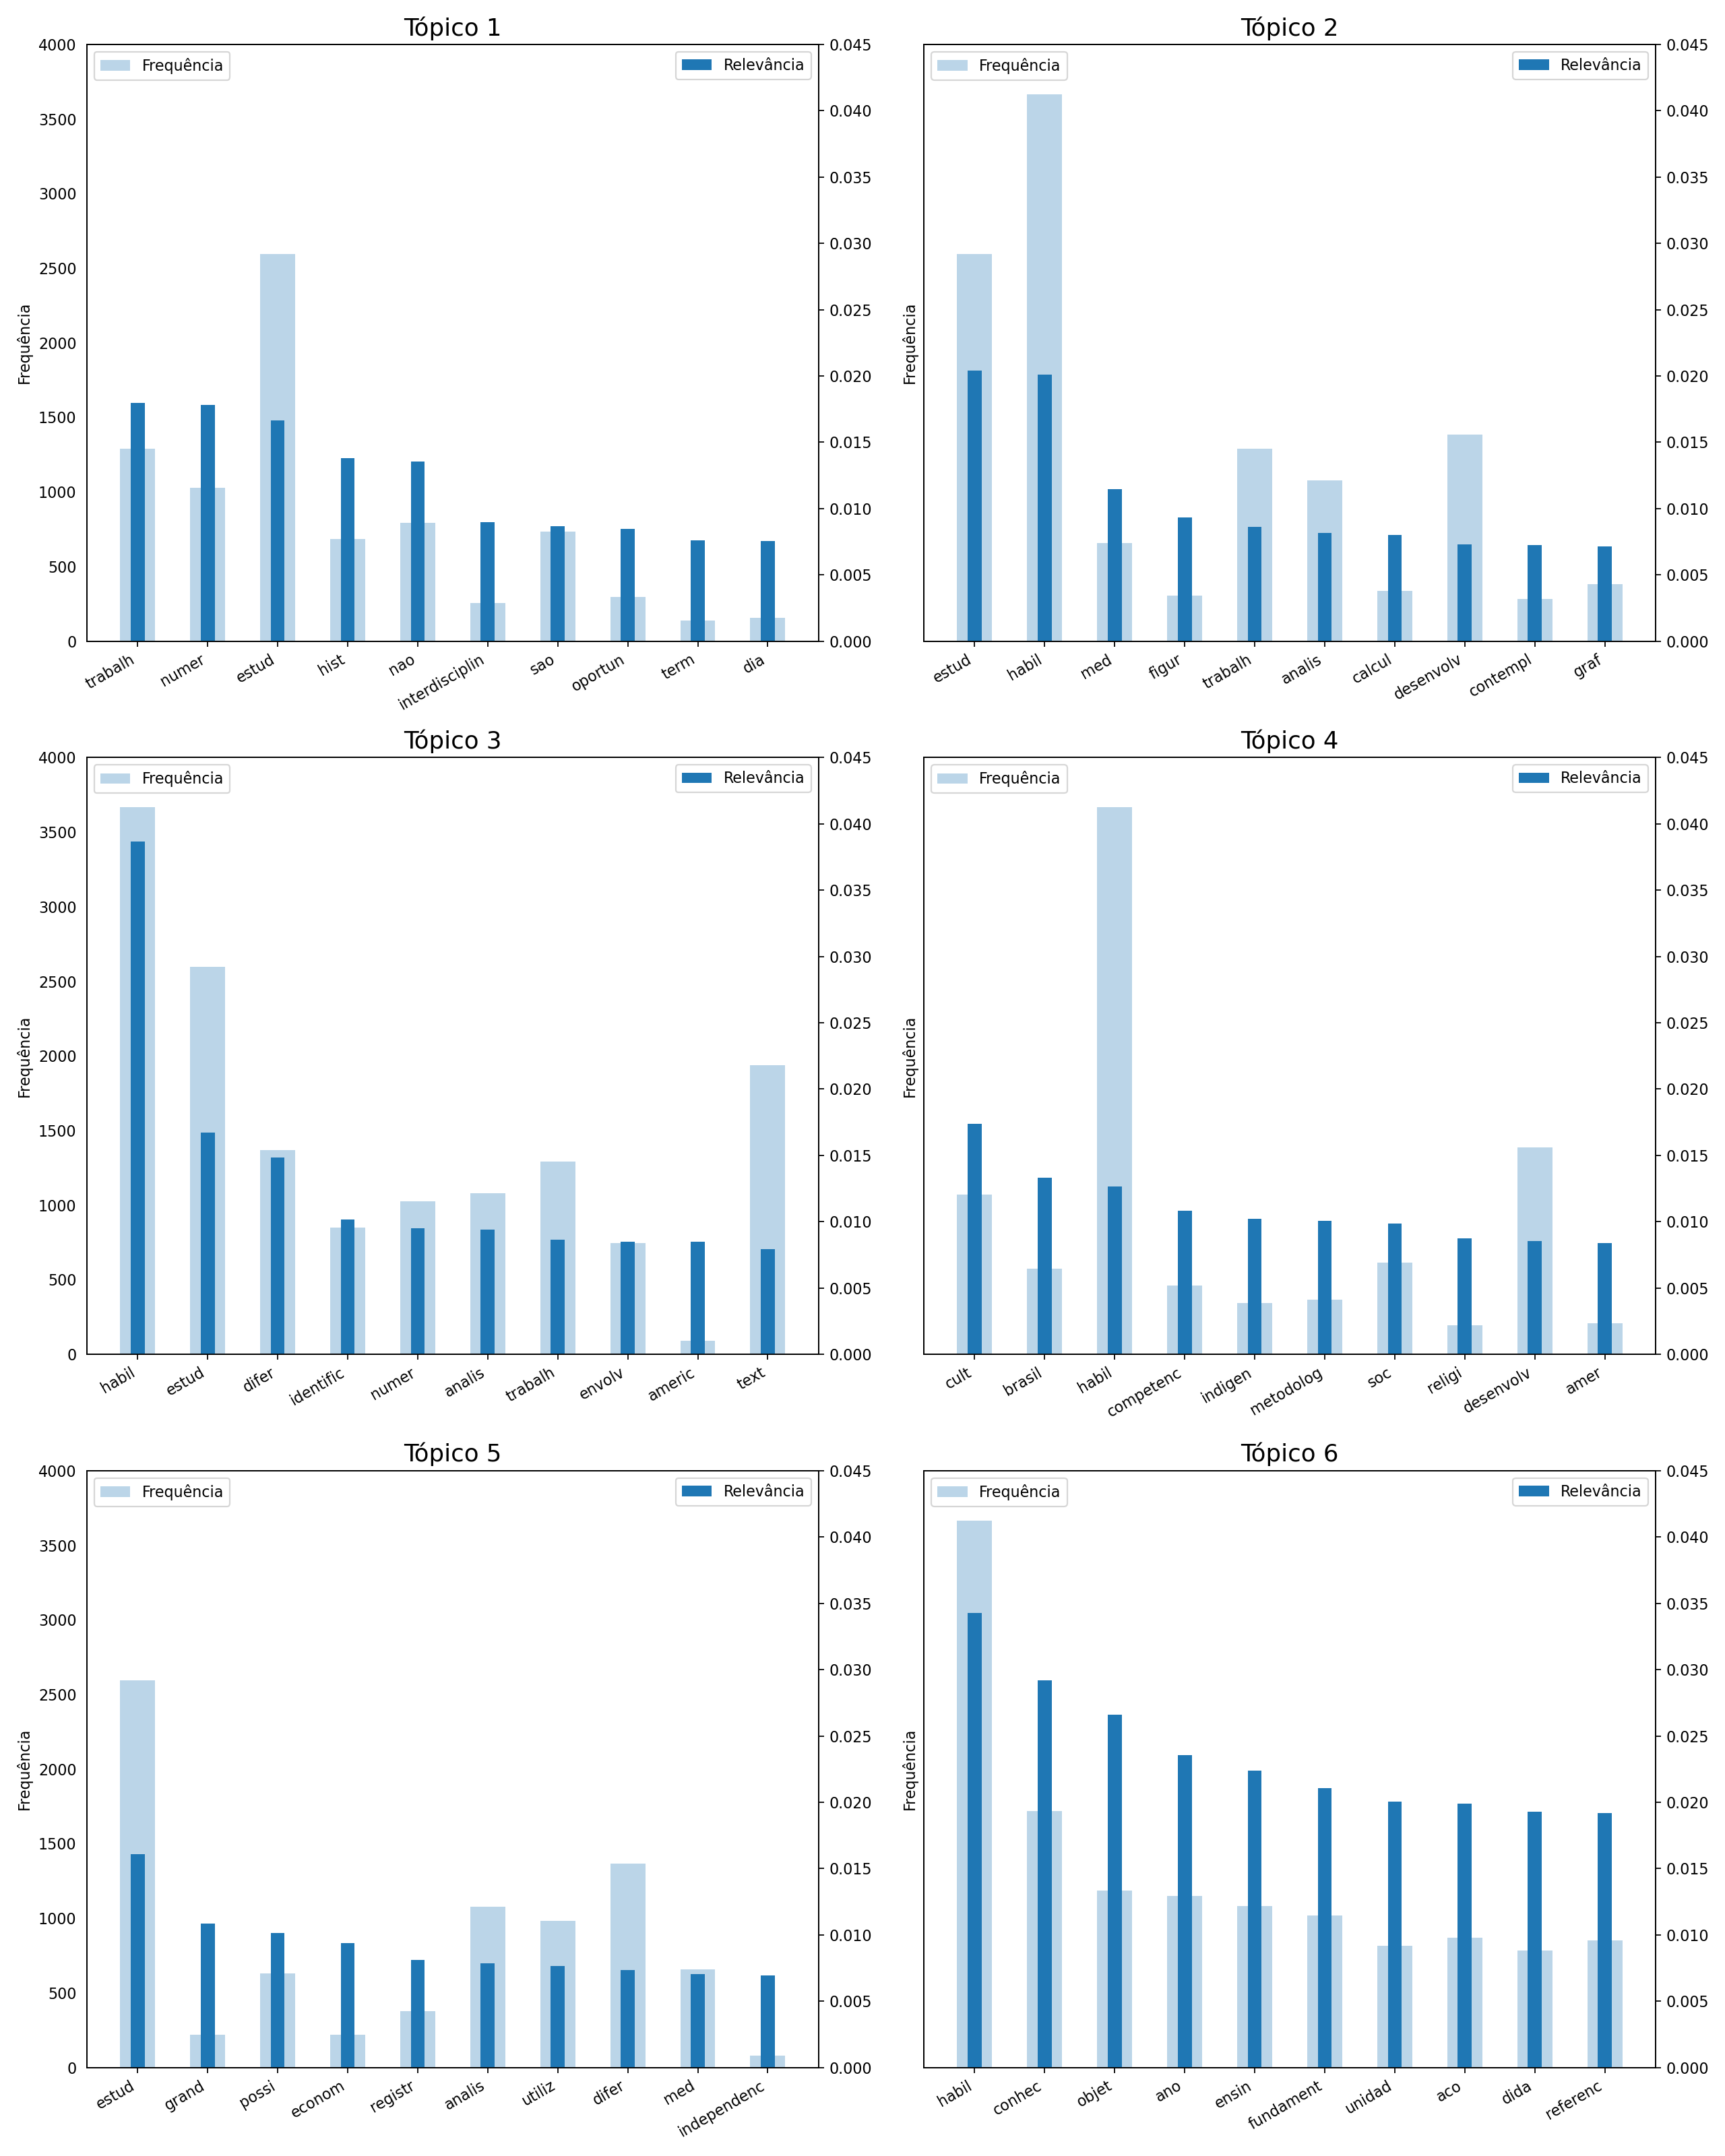 Tópico 1
Frequência
Relevância
4000
3500
3000
2500
2000
1500
1000
500
0
Frequência
0.045
0.040
0.035
0.030
0.025
0.020
0.015
0.010
0.005
0.000
trabalh
numer
estud
hist
nao
interdisciplin
sao
oportun
term
dia
Tópico 2
Frequência
Relevância
Frequência
0.045
0.040
0.035
0.030
0.025
0.020
0.015
0.010
0.005
0.000
estud
habil
med
figur
trabalh
analis
calcul
desenvolv
contempl
graf
Tópico 3
Frequência
Relevância
4000
3500
3000
2500
2000
1500
1000
500
0
Frequência
0.045
0.040
0.035
0.030
0.025
0.020
0.015
0.010
0.005
0.000
habil
estud
difer
identific
numer
analis
trabalh
envolv
americ
text
Tópico 4
Frequência
Relevância
Frequência
0.045
0.040
0.035
0.030
0.025
0.020
0.015
0.010
0.005
0.000
cult
brasil
habil
competenc
indigen
metodolog
soc
religi
desenvolv
amer
Tópico 5
Frequência
Relevância
4000
3500
3000
2500
2000
1500
1000
500
0
Frequência
0.045
0.040
0.035
0.030
0.025
0.020
0.015
0.010
0.005
0.000
estud
grand
possi
econom
registr
analis
utiliz
difer
med
independenc
Tópico 6
Frequência
Relevância
Frequência
0.045
0.040
0.035
0.030
0.025
0.020
0.015
0.010
0.005
0.000
habil
conhec
objet
ano
ensin
fundament
unidad
aco
dida
referenc